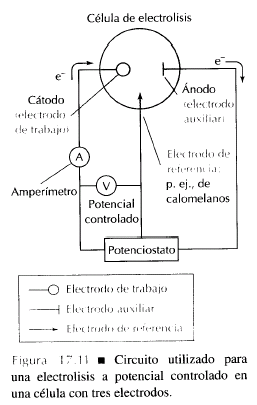 Célula de electrolisis
e⁻
e⁻
Cátodo
(electrodo
de trabajo)
Ánodo
(electrodo
auxiliar)
A
Amperímetro
V
Potencial
controlado
Electrodo de
referencia;
p. ej., de
calomelanos
Potenciostato
Electrodo de trabajo
Electrodo auxiliar
Electrodo de referencia
Figura 17.11 ■ Circuito utilizado para
una electrolisis a potencial controlado en
una célula con tres electrodos.